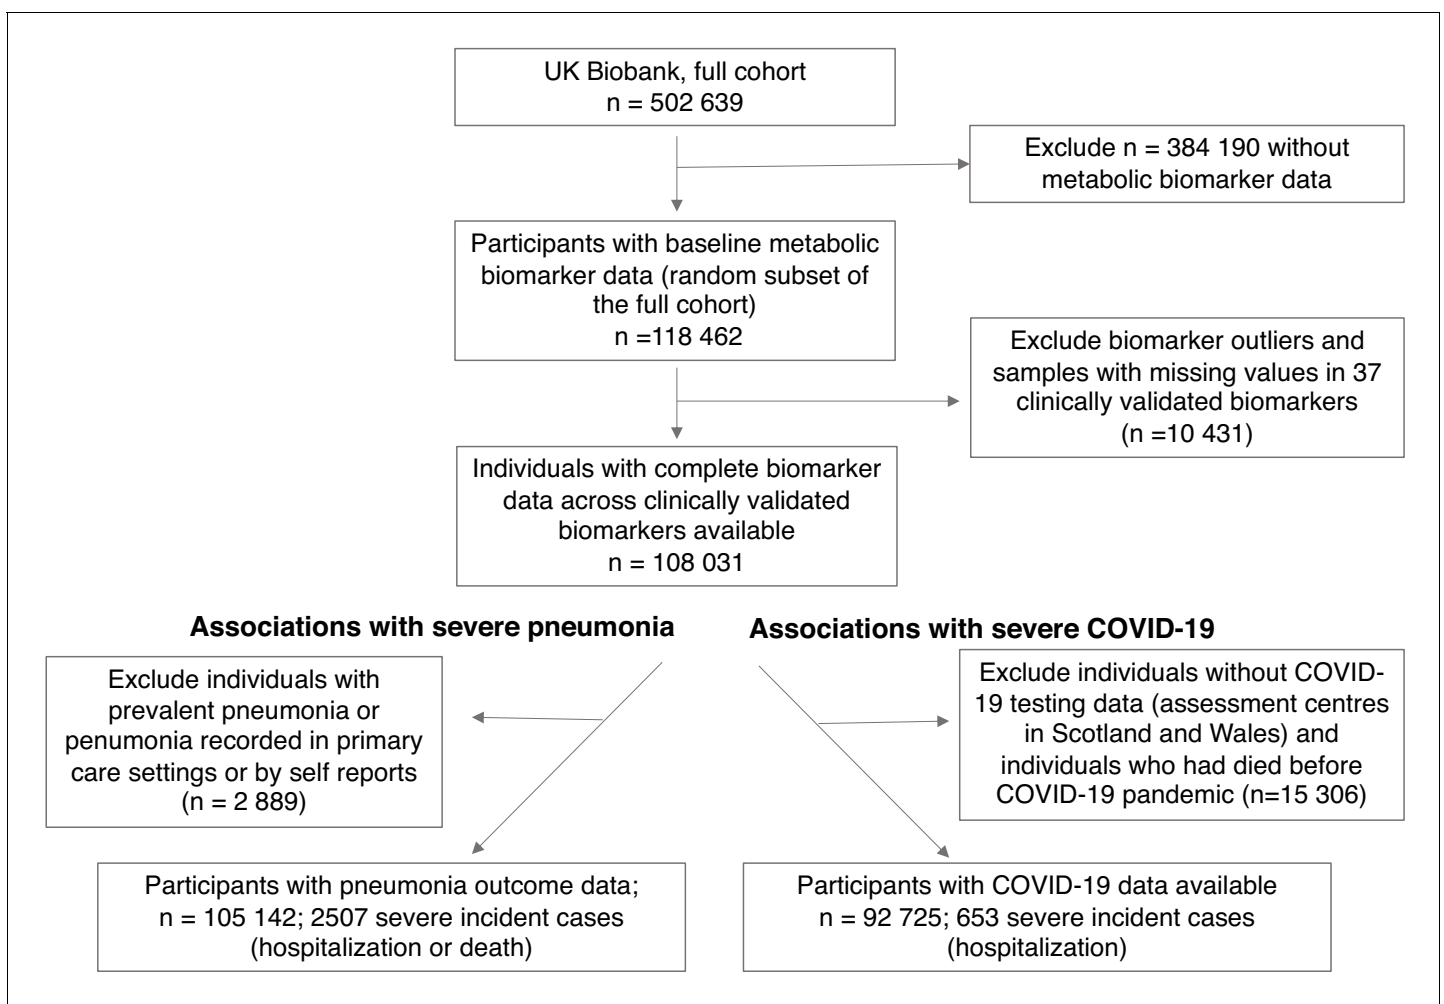 UK Biobank, full cohort
n = 502 639
Exclude n = 384 190 without
metabolic biomarker data
Participants with baseline metabolic
biomarker data (random subset of
the full cohort)
n =118 462
Exclude biomarker outliers and
samples with missing values in 37
clinically validated biomarkers
(n =10 431)
Individuals with complete biomarker
data across clinically validated
biomarkers available
n = 108 031
Associations with severe pneumonia
Associations with severe COVID-19
Exclude individuals with
prevalent pneumonia or
penumonia recorded in primary
care settings or by self reports
(n = 2 889)
Exclude individuals without COVID-
19 testing data (assessment centres
in Scotland and Wales) and
individuals who had died before
COVID-19 pandemic (n=15 306)
Participants with pneumonia outcome data;
n = 105 142; 2507 severe incident cases
(hospitalization or death)
Participants with COVID-19 data available
n = 92 725; 653 severe incident cases
(hospitalization)